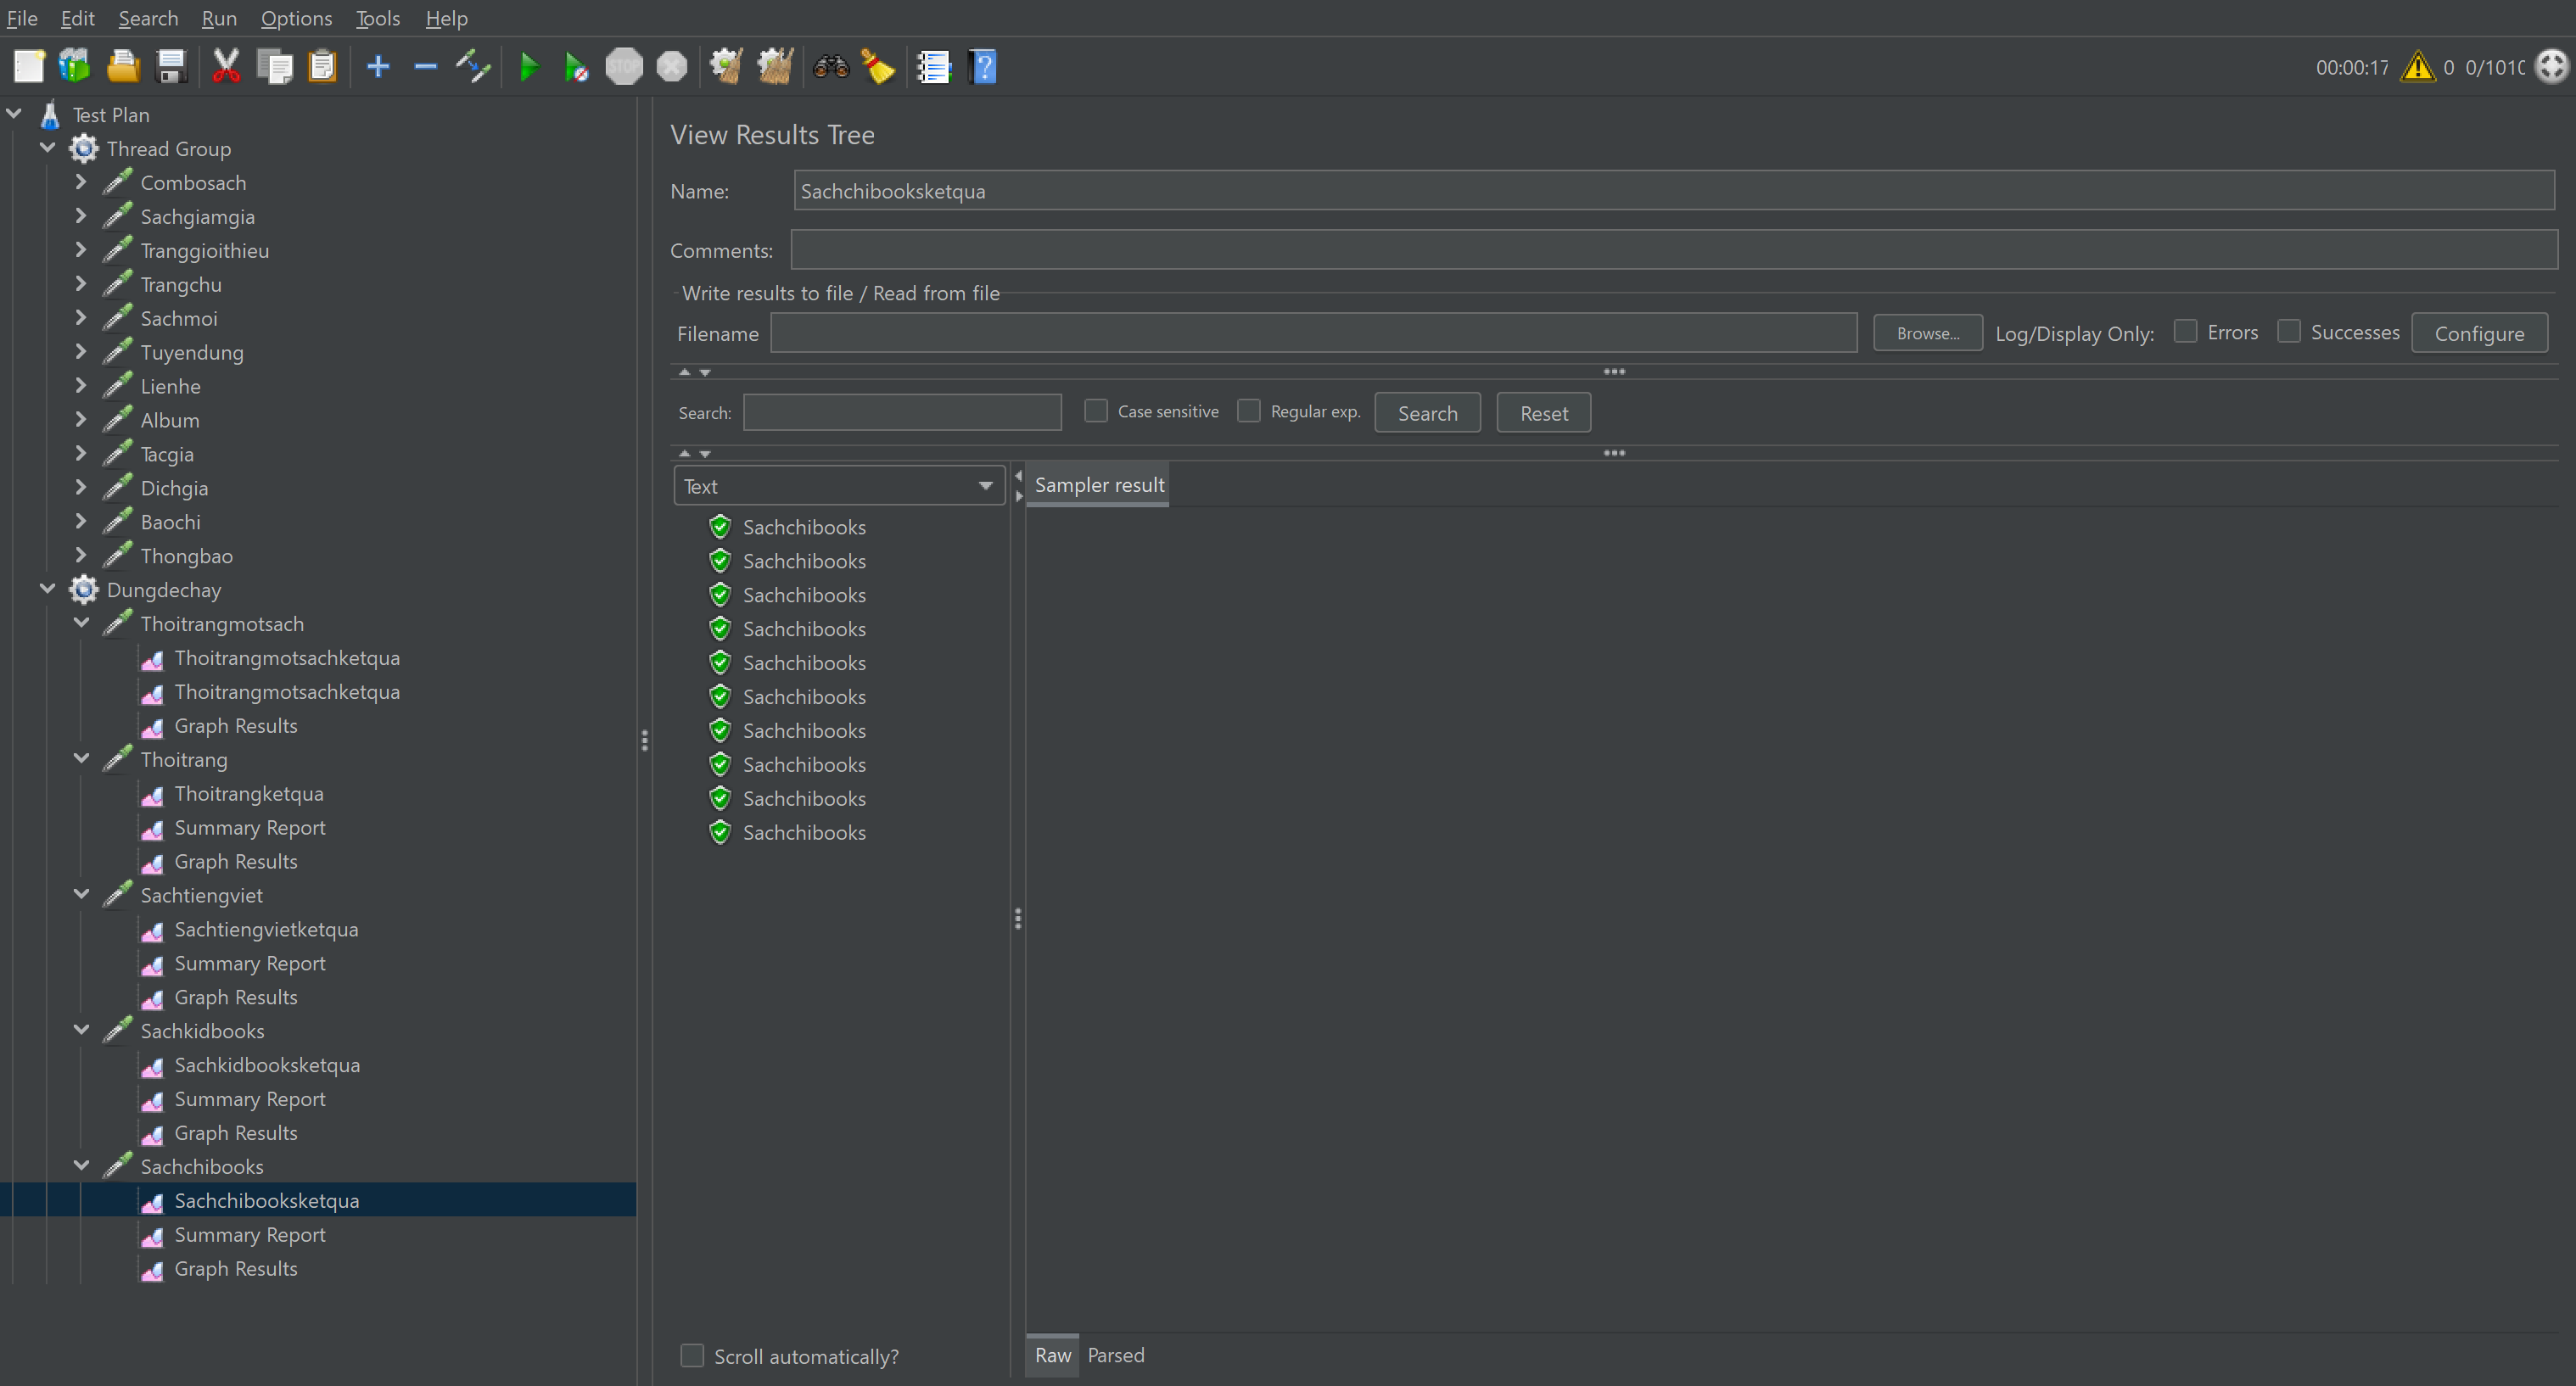 File Edit Search Run Options Tools Help
STOP 00:00:17 0 0/1010
Test Plan
Thread Group
Combosach
Sachgiamgia
Tranggioithieu
Trangchu
Sachmoi
Tuyendung
Lienhe
Album
Tacgia
Dichgia
Baochi
Thongbao
Dungdechay
Thoitrangmotsach
Thoitrangmotsachketqua
Thoitrangmotsachketqua
Graph Results
Thoitrang
Thoitrangketqua
Summary Report
Graph Results
Sachtiengviet
Sachtiengvietketqua
Summary Report
Graph Results
Sachkidbooks
Sachkidbooksketqua
Summary Report
Graph Results
Sachchibooks
Sachchibooksketqua
Summary Report
Graph Results
View Results Tree
Name: Sachchibooksketqua
Comments:
Write results to file / Read from file
Filename Browse... Log/Display Only: Errors Successes Configure
Search: Case sensitive Regular exp. Search Reset
Text Sampler result
Sachchibooks
Sachchibooks
Sachchibooks
Sachchibooks
Sachchibooks
Sachchibooks
Sachchibooks
Sachchibooks
Sachchibooks
Sachchibooks
Scroll automatically? Raw Parsed